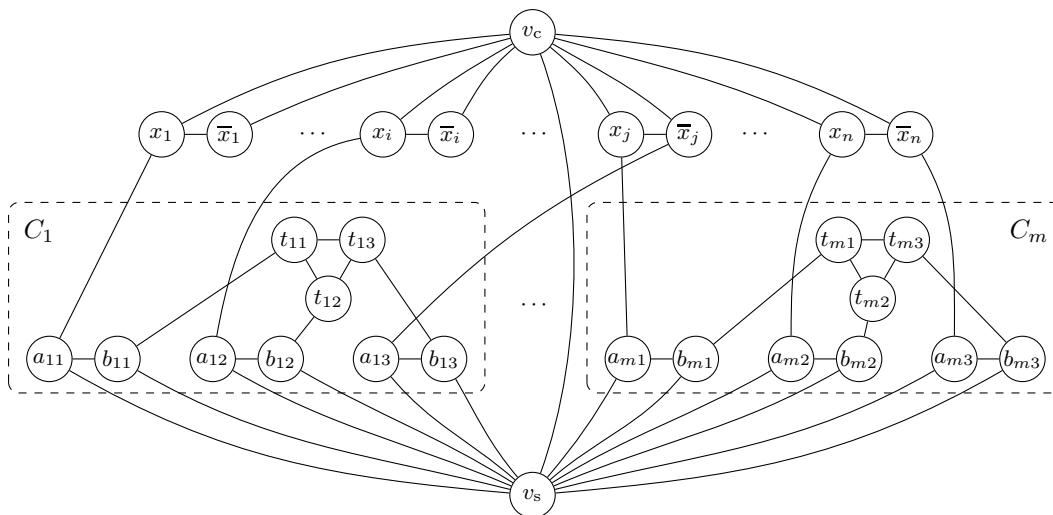 v_c
x_1 x̅_1 ... x_i x̅_i ... x_j x̅_j ... x_n x̅_n
C_1 t_11 t_13 t_m1 t_m3 C_m
t_12 ... t_m2
a_11 b_11 a_12 b_12 a_13 b_13 a_m1 b_m1 a_m2 b_m2 a_m3 b_m3
v_s